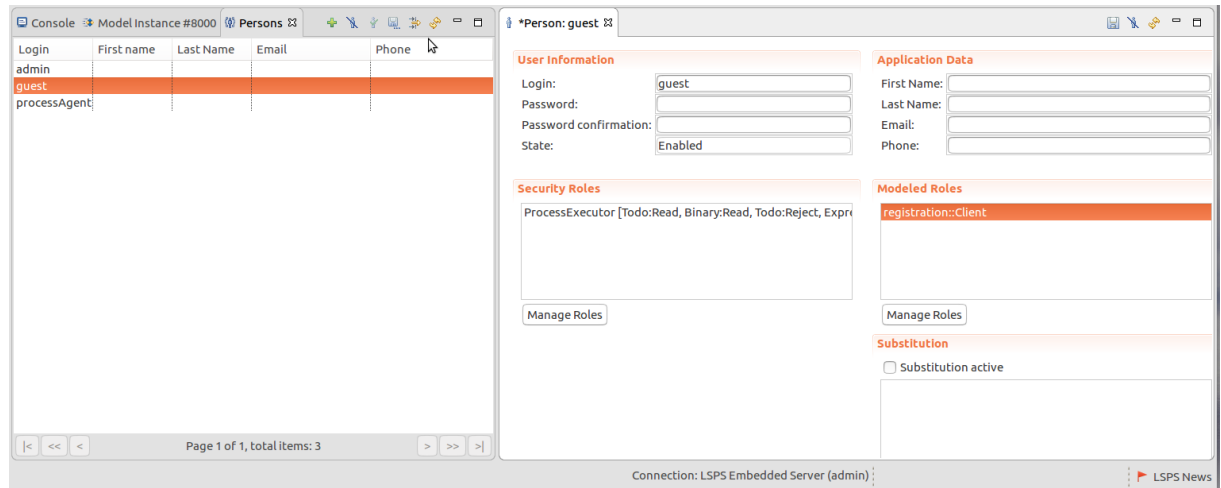 Console Model Instance #8000 Persons
Login First name Last Name Email Phone
admin
guest
processAgent
|< << < Page 1 of 1, total items: 3 > >> >|
*Person: guest
User Information
Login: guest
Password:
Password confirmation:
State: Enabled
Application Data
First Name:
Last Name:
Email:
Phone:
Security Roles
ProcessExecutor [Todo:Read, Binary:Read, Todo:Reject, Expre
Manage Roles
Modeled Roles
registration::Client
Manage Roles
Substitution
Substitution active
Connection: LSPS Embedded Server (admin)
LSPS News